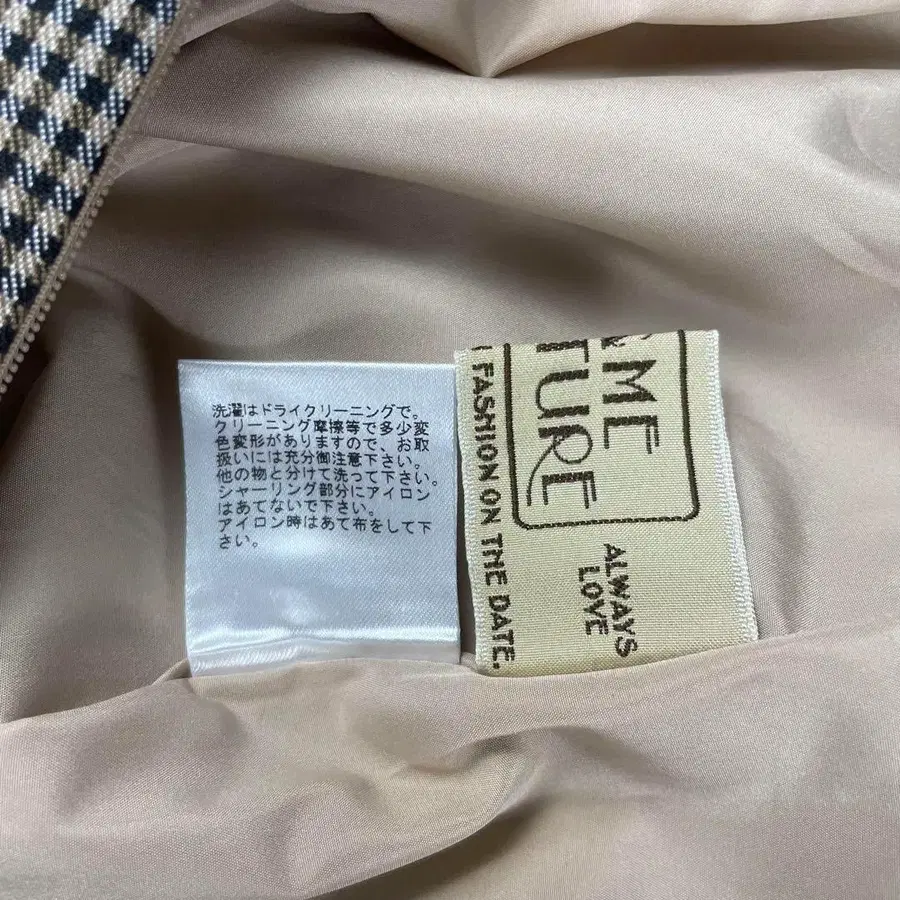 洗濯はドライクリーニングで。
クリーニング摩擦等で多少変
色変形がありますので、お取
扱いには充分御注意下さい。
他の物と分けて洗って下さい。
シャーリング部分にアイロン
はあてないで下さい。
アイロン時はあて布をして下
さい。
&ME
TURE
ALWAYS
LOVE
FASHION ON THE DATE.